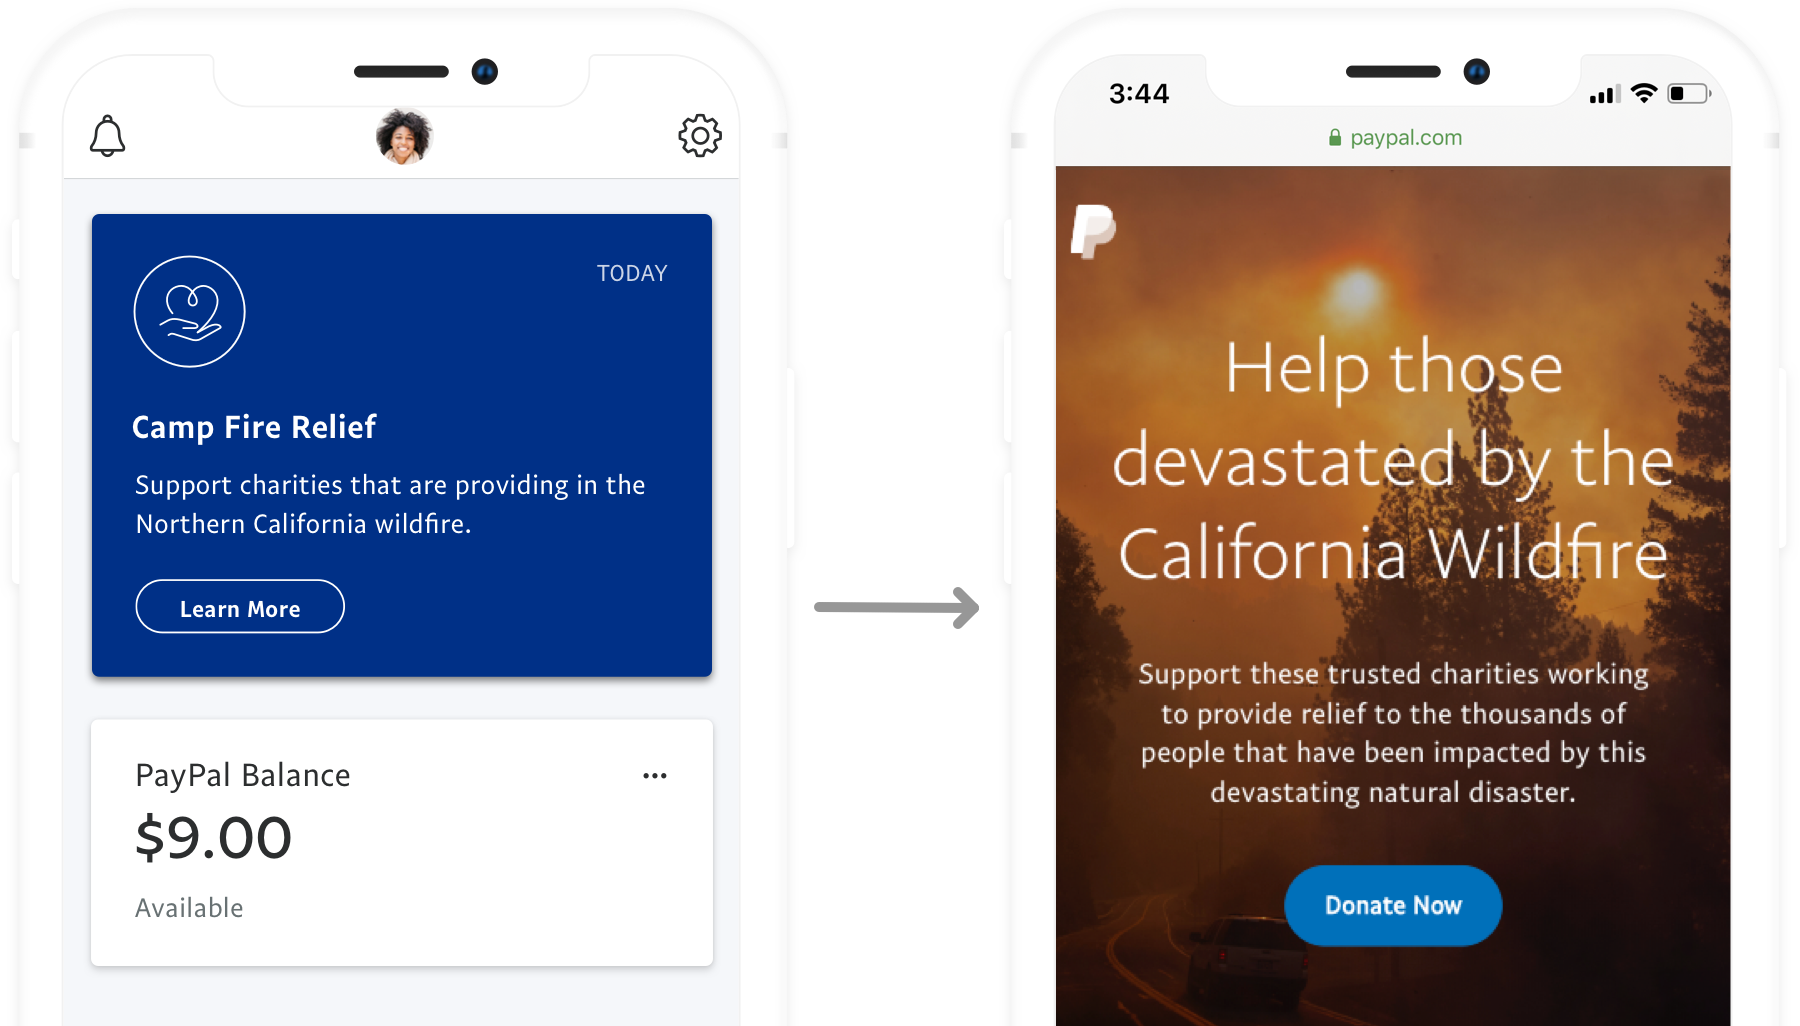 TODAY
Camp Fire Relief
Support charities that are providing in the
Northern California wildfire.
Learn More
PayPal Balance
...
$9.00
Available
3:44
paypal.com
Help those
devastated by the
California Wildfire
Support these trusted charities working
to provide relief to the thousands of
people that have been impacted by this
devastating natural disaster.
Donate Now